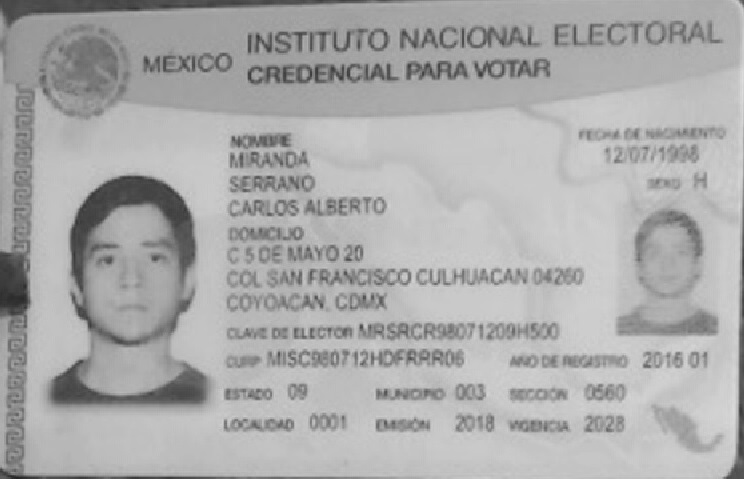 MÉXICO INSTITUTO NACIONAL ELECTORAL
CREDENCIAL PARA VOTAR
NOMBRE
MIRANDA
SERRANO
CARLOS ALBERTO
FECHA DE NACIMIENTO
12/07/1998
SEXO H
DOMICILIO
C 5 DE MAYO 20
COL SAN FRANCISCO CULHUACAN 04260
COYOACAN, CDMX
CLAVE DE ELECTOR MRSRCR98071209H500
CURP MISC980712HDFRRR06 AÑO DE REGISTRO 2016 01
ESTADO 09 MUNICIPIO 003 SECCIÓN 0560
LOCALIDAD 0001 EMISIÓN 2018 VIGENCIA 2028